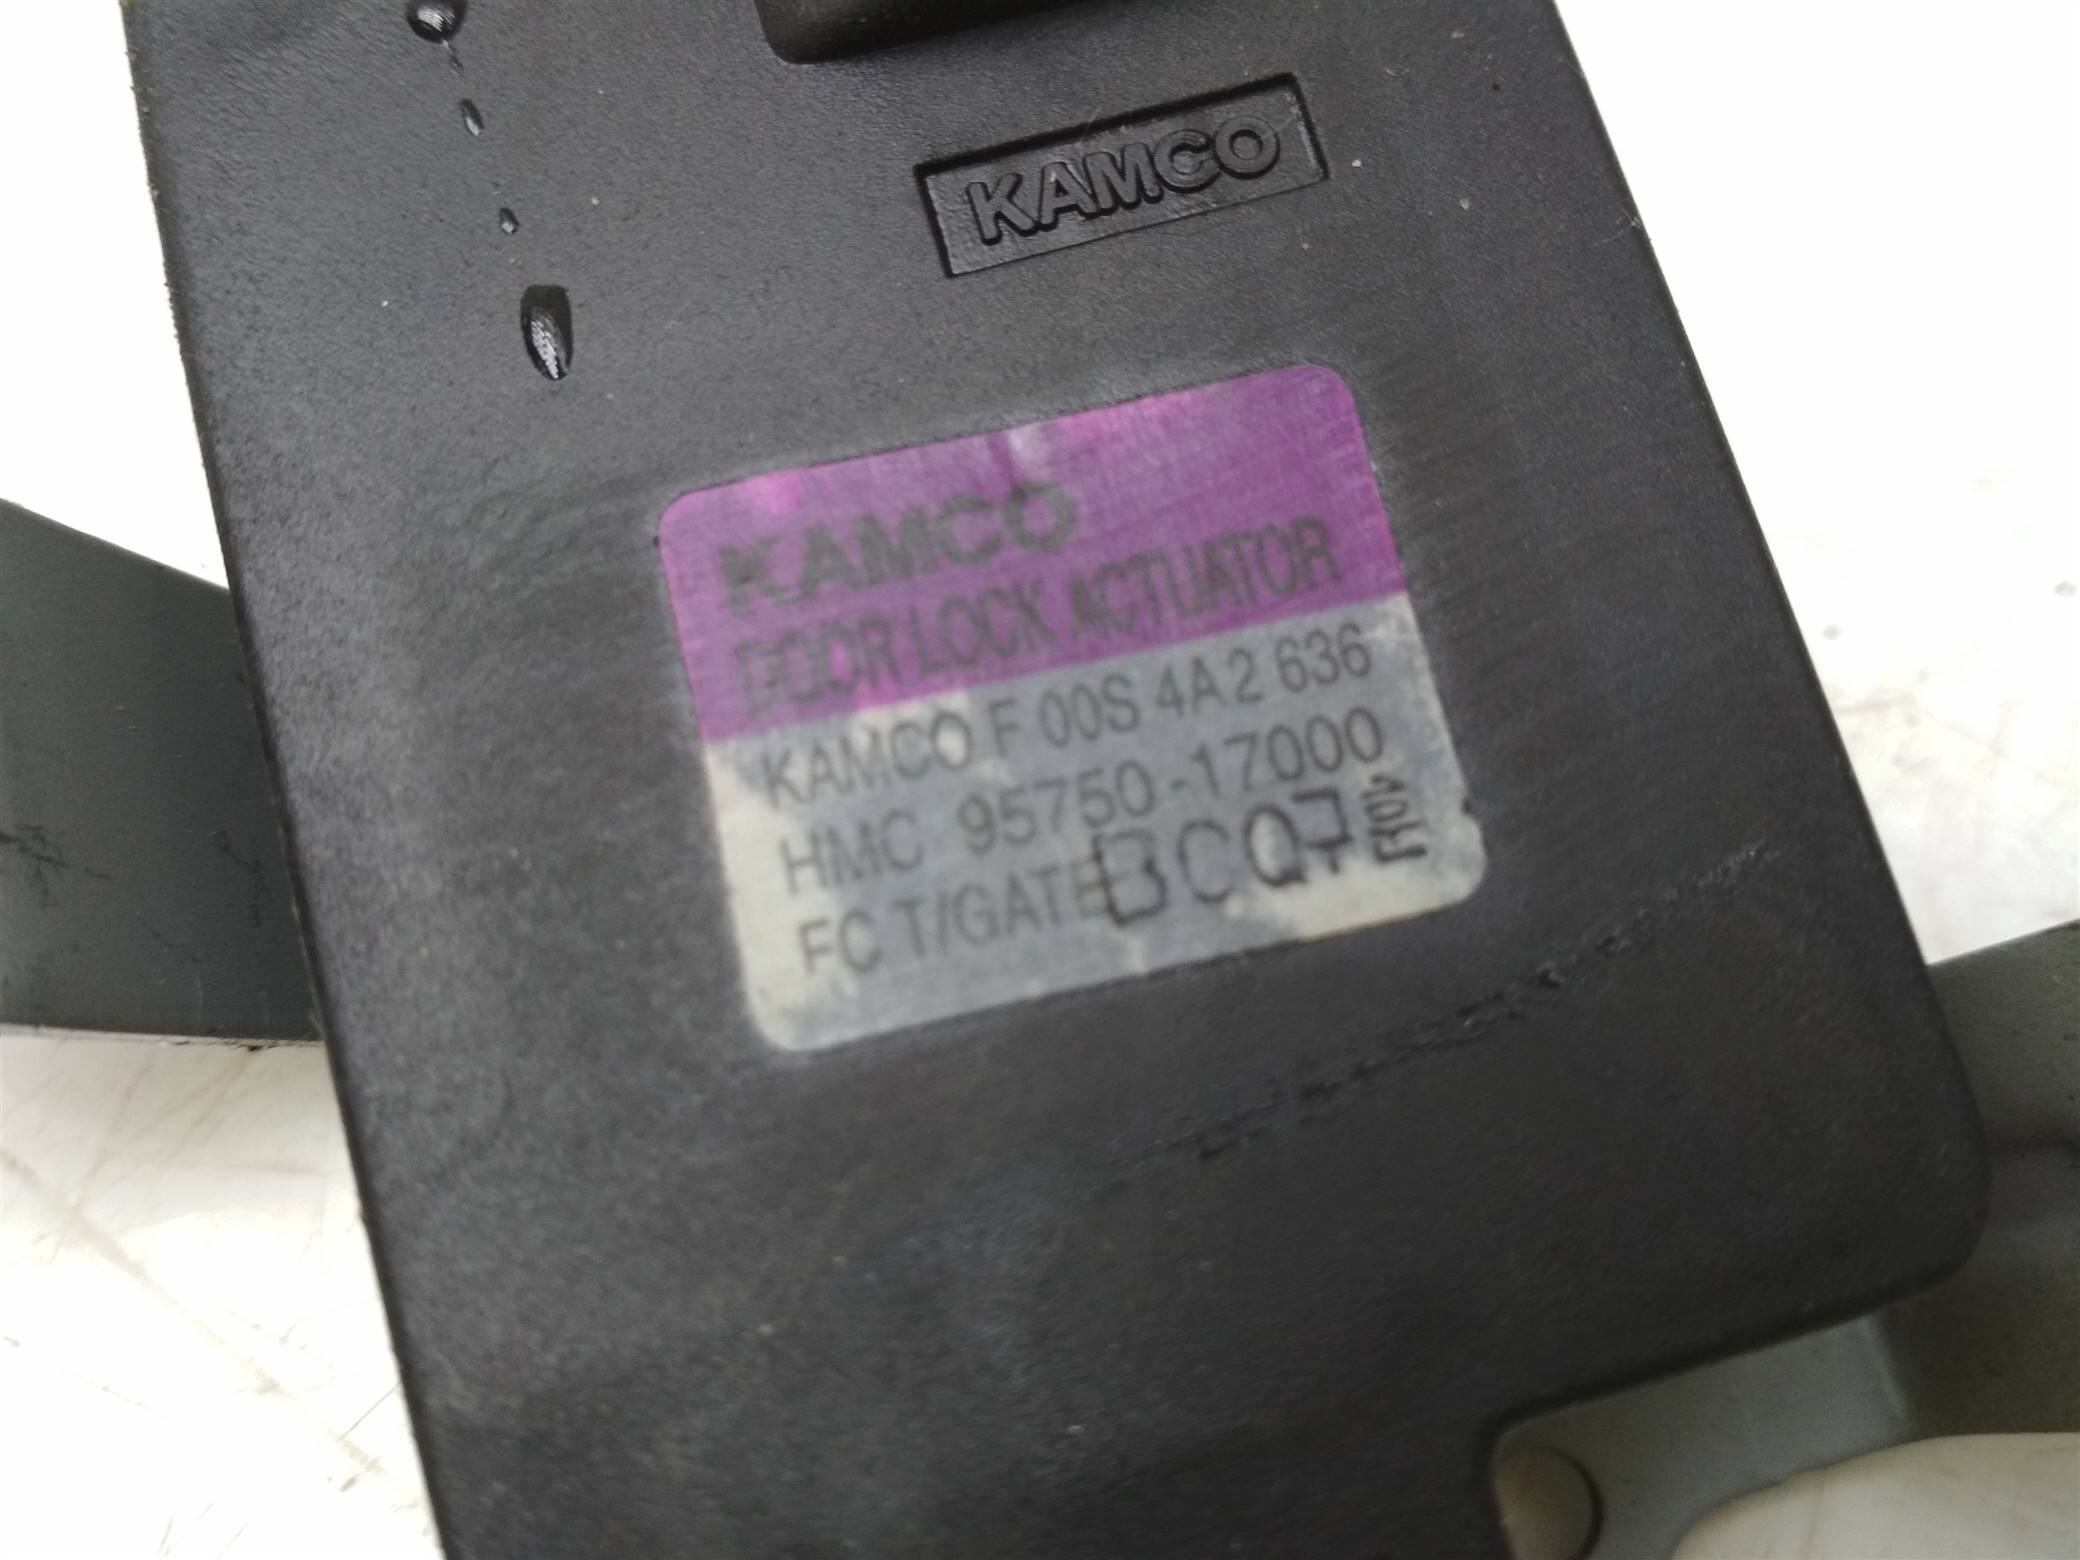 KAMCO
KAMCO
DOOR LOCK ACTUATOR
KAMCO F 00S 4A2 636
HMC 95750-17000
FC T/GATE BC07